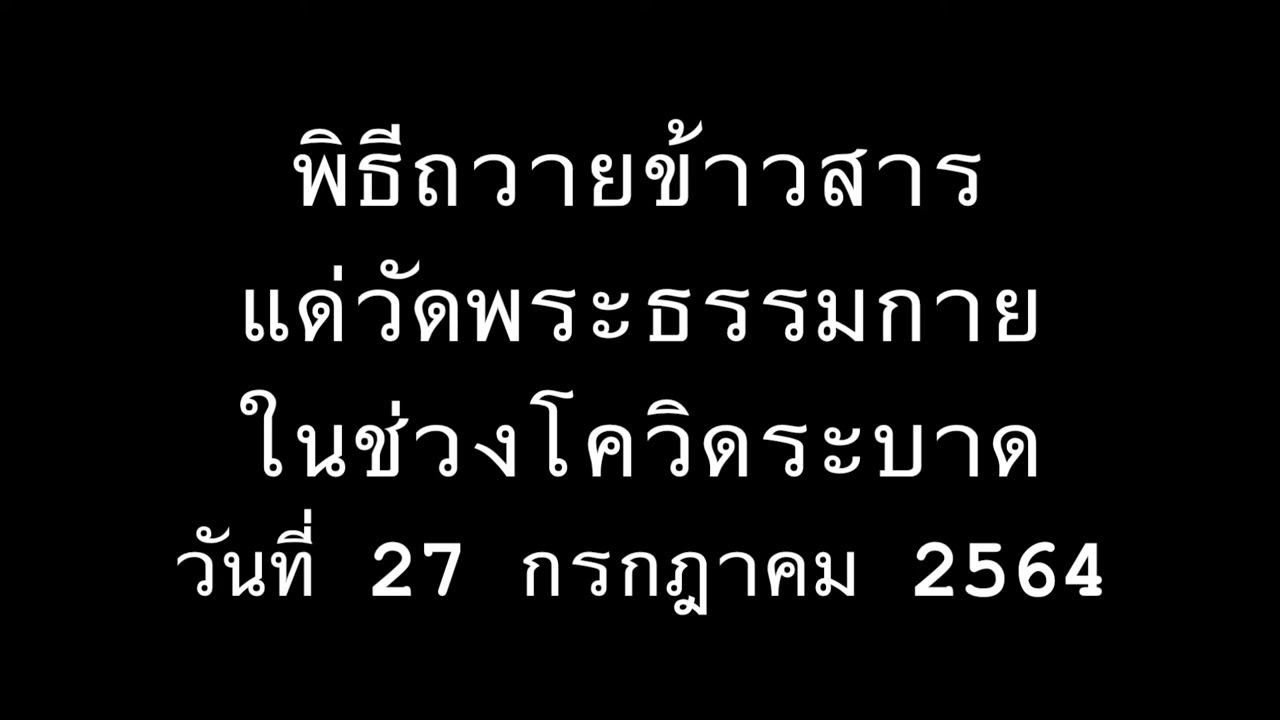 พิธีถวายข้าวสาร
แด่วัดพระธรรมกาย
ในช่วงโควิดระบาด
วันที่ 27 กรกฎาคม 2564